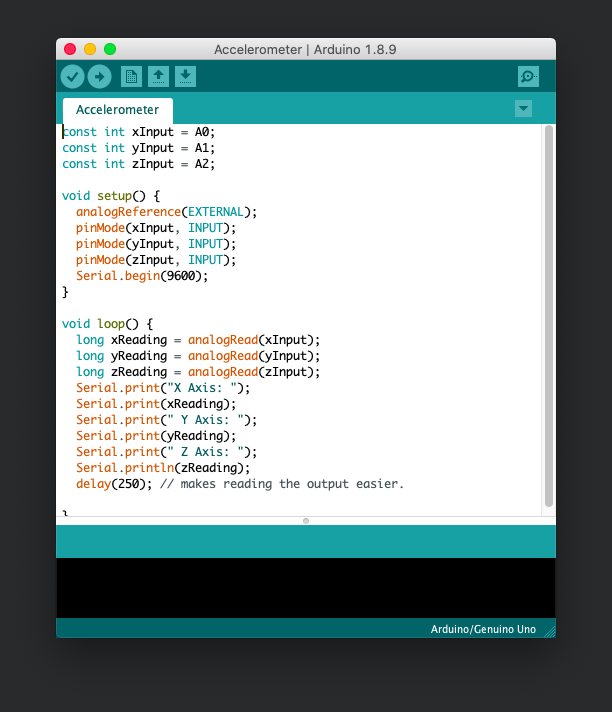 Accelerometer | Arduino 1.8.9
Accelerometer
const int xInput = A0;
const int yInput = A1;
const int zInput = A2;
void setup() {
analogReference(EXTERNAL);
pinMode(xInput, INPUT);
pinMode(yInput, INPUT);
pinMode(zInput, INPUT);
Serial.begin(9600);
}
void loop() {
long xReading = analogRead(xInput);
long yReading = analogRead(yInput);
long zReading = analogRead(zInput);
Serial.print("X Axis: ");
Serial.print(xReading);
Serial.print(" Y Axis: ");
Serial.print(yReading);
Serial.print(" Z Axis: ");
Serial.println(zReading);
delay(250); // makes reading the output easier.
}
Arduino/Genuino Uno